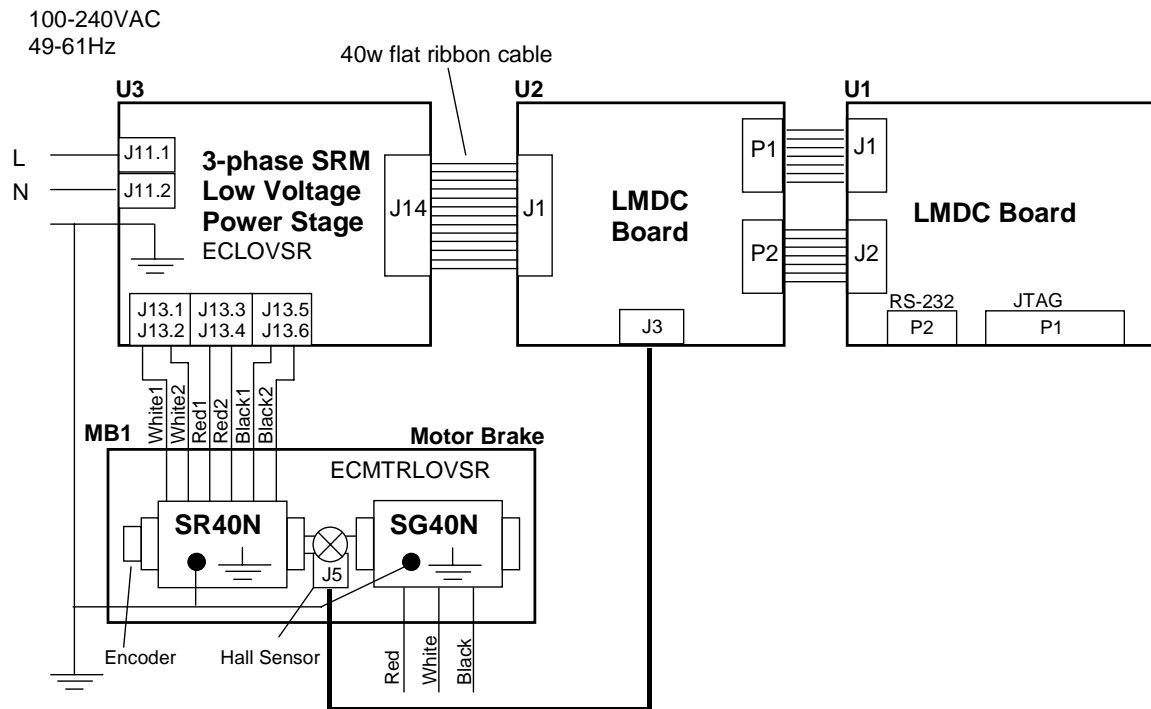 100-240VAC
49-61Hz
40w flat ribbon cable
U3
U2
U1
L
N
J11.1
J11.2
3-phase SRM
Low Voltage
Power Stage
ECLOVSR
J14
J1
LMDC
Board
P1
P2
J1
J2
LMDC Board
J13.1
J13.2
J13.3
J13.4
J13.5
J13.6
J3
RS-232
P2
JTAG
P1
White1
White2
Red1
Red2
Black1
Black2
MB1
Motor Brake
ECMTRLOVSR
SR40N
SG40N
J5
Encoder
Hall Sensor
Red
White
Black